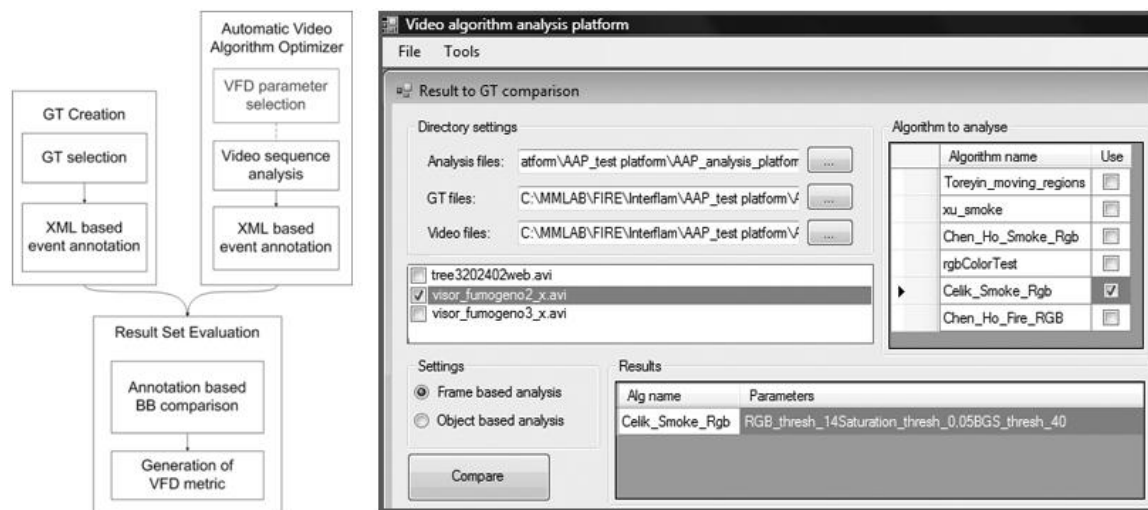 GT Creation
GT selection
XML based
event annotation
Automatic Video
Algorithm Optimizer
VFD parameter
selection
Video sequence
analysis
XML based
event annotation
Result Set Evaluation
Annotation based
BB comparison
Generation of
VFD metric
Video algorithm analysis platform
File Tools
Result to GT comparison
Directory settings
Analysis files: atform\AAP_test platform\AAP_analysis_platform ...
GT files: C:\MMLAB\FIRE\Interflam\AAP_test platform\A ...
Video files: C:\MMLAB\FIRE\Interflam\AAP_test platform\A ...
tree3202402web.avi
visor_fumogeno2_x.avi
visor_fumogeno3_x.avi
Algorithm to analyse
Algorithm name Use
Toreyin_moving_regions
xu_smoke
Chen_Ho_Smoke_Rgb
rgbColorTest
Celik_Smoke_Rgb
Chen_Ho_Fire_RGB
Settings
Frame based analysis
Object based analysis
Compare
Results
Alg name Parameters
Celik_Smoke_Rgb RGB_thresh_14Saturation_thresh_0,05BGS_thresh_40